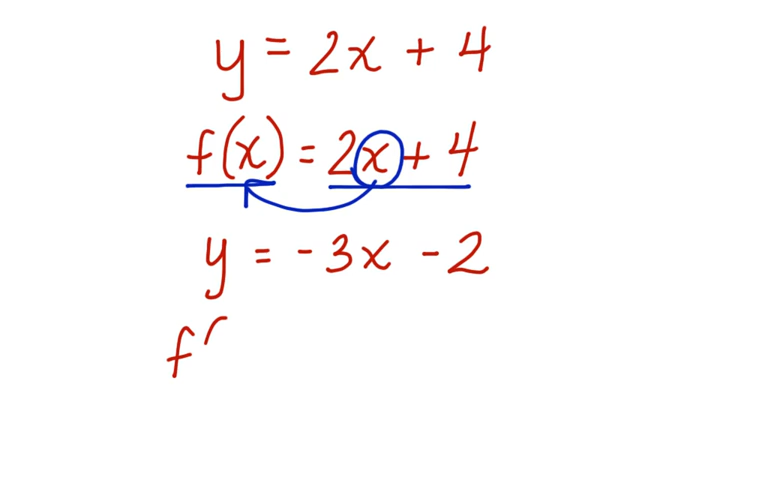 y = 2x + 4
f(x) = 2x + 4
y = -3x - 2
f(